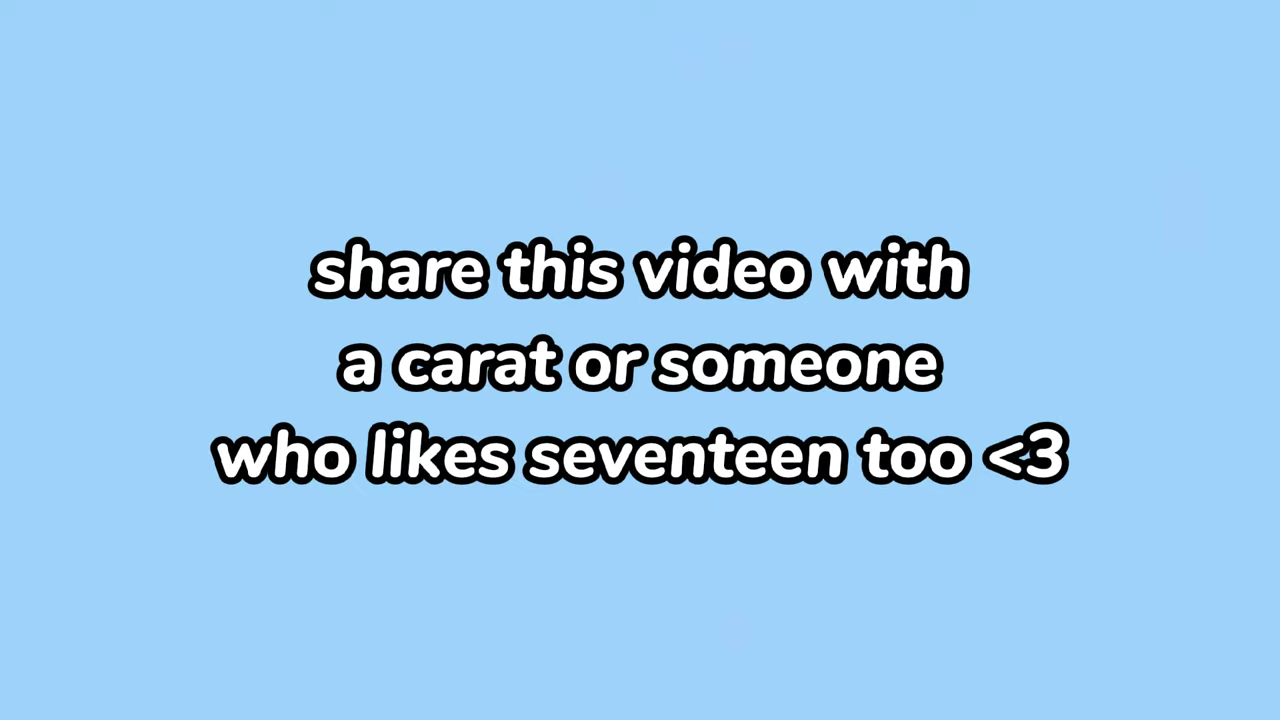 share this video with
a carat or someone
who likes seventeen too <3